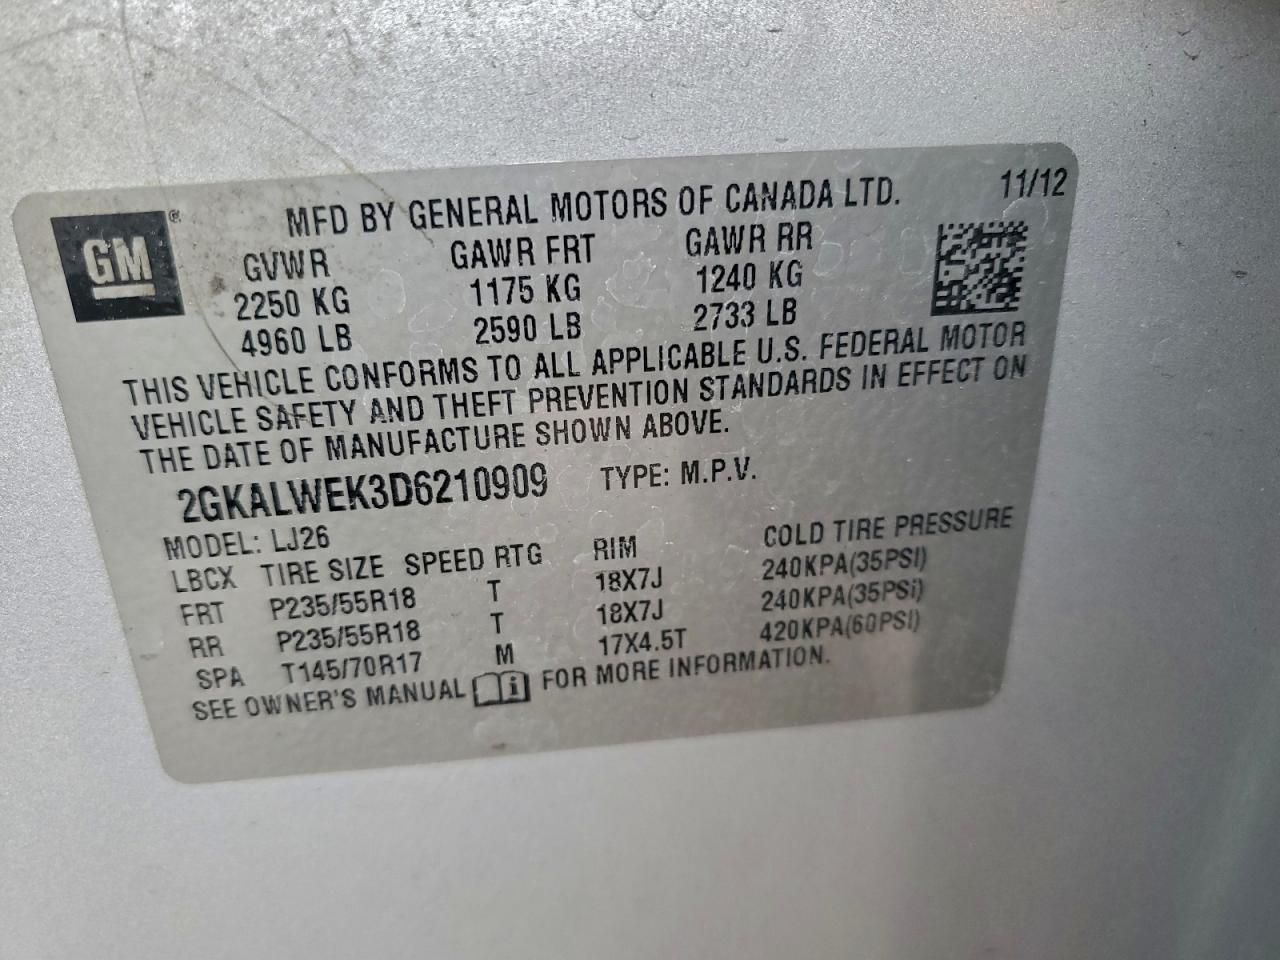 GM ®
MFD BY GENERAL MOTORS OF CANADA LTD. 11/12
GVWR GAWR FRT GAWR RR
2250 KG 1175 KG 1240 KG
4960 LB 2590 LB 2733 LB
THIS VEHICLE CONFORMS TO ALL APPLICABLE U.S. FEDERAL MOTOR
VEHICLE SAFETY AND THEFT PREVENTION STANDARDS IN EFFECT ON
THE DATE OF MANUFACTURE SHOWN ABOVE.
2GKALWEK3D6210909 TYPE: M.P.V.
MODEL: LJ26
LBCX TIRE SIZE SPEED RTG RIM COLD TIRE PRESSURE
FRT P235/55R18 T 18X7J 240KPA(35PSI)
RR P235/55R18 T 18X7J 240KPA(35PSi)
SPA T145/70R17 M 17X4.5T 420KPA(60PSI)
SEE OWNER'S MANUAL i FOR MORE INFORMATION.